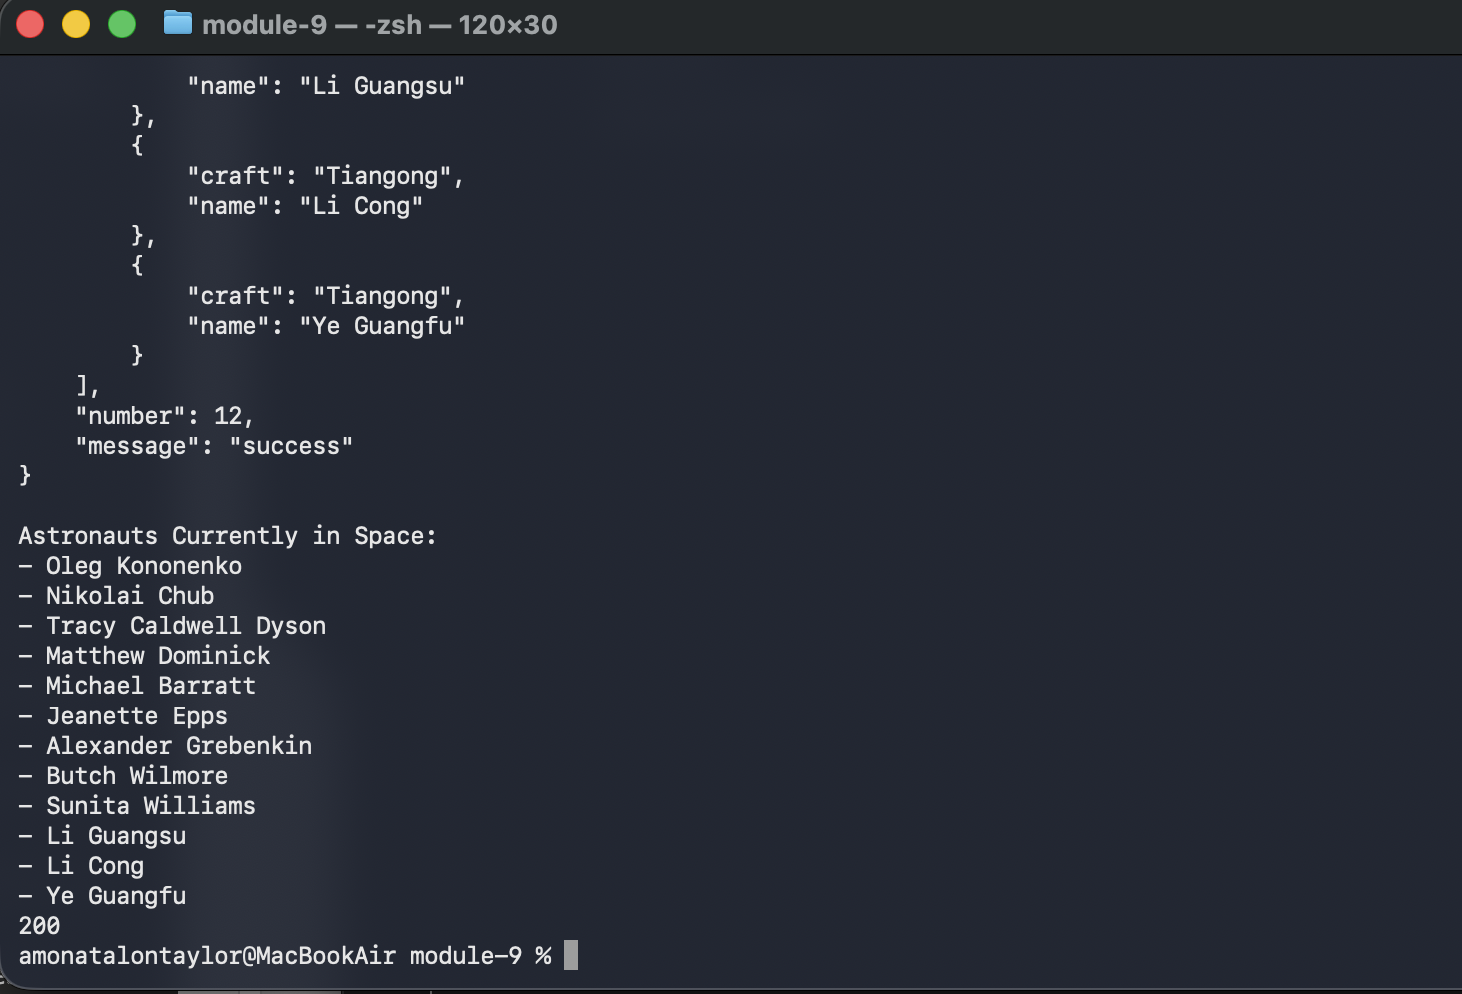 module-9 — -zsh — 120×30
"name": "Li Guangsu"
},
{
"craft": "Tiangong",
"name": "Li Cong"
},
{
"craft": "Tiangong",
"name": "Ye Guangfu"
}
],
"number": 12,
"message": "success"
}
Astronauts Currently in Space:
- Oleg Kononenko
- Nikolai Chub
- Tracy Caldwell Dyson
- Matthew Dominick
- Michael Barratt
- Jeanette Epps
- Alexander Grebenkin
- Butch Wilmore
- Sunita Williams
- Li Guangsu
- Li Cong
- Ye Guangfu
200
amonatalontaylor@MacBookAir module-9 %